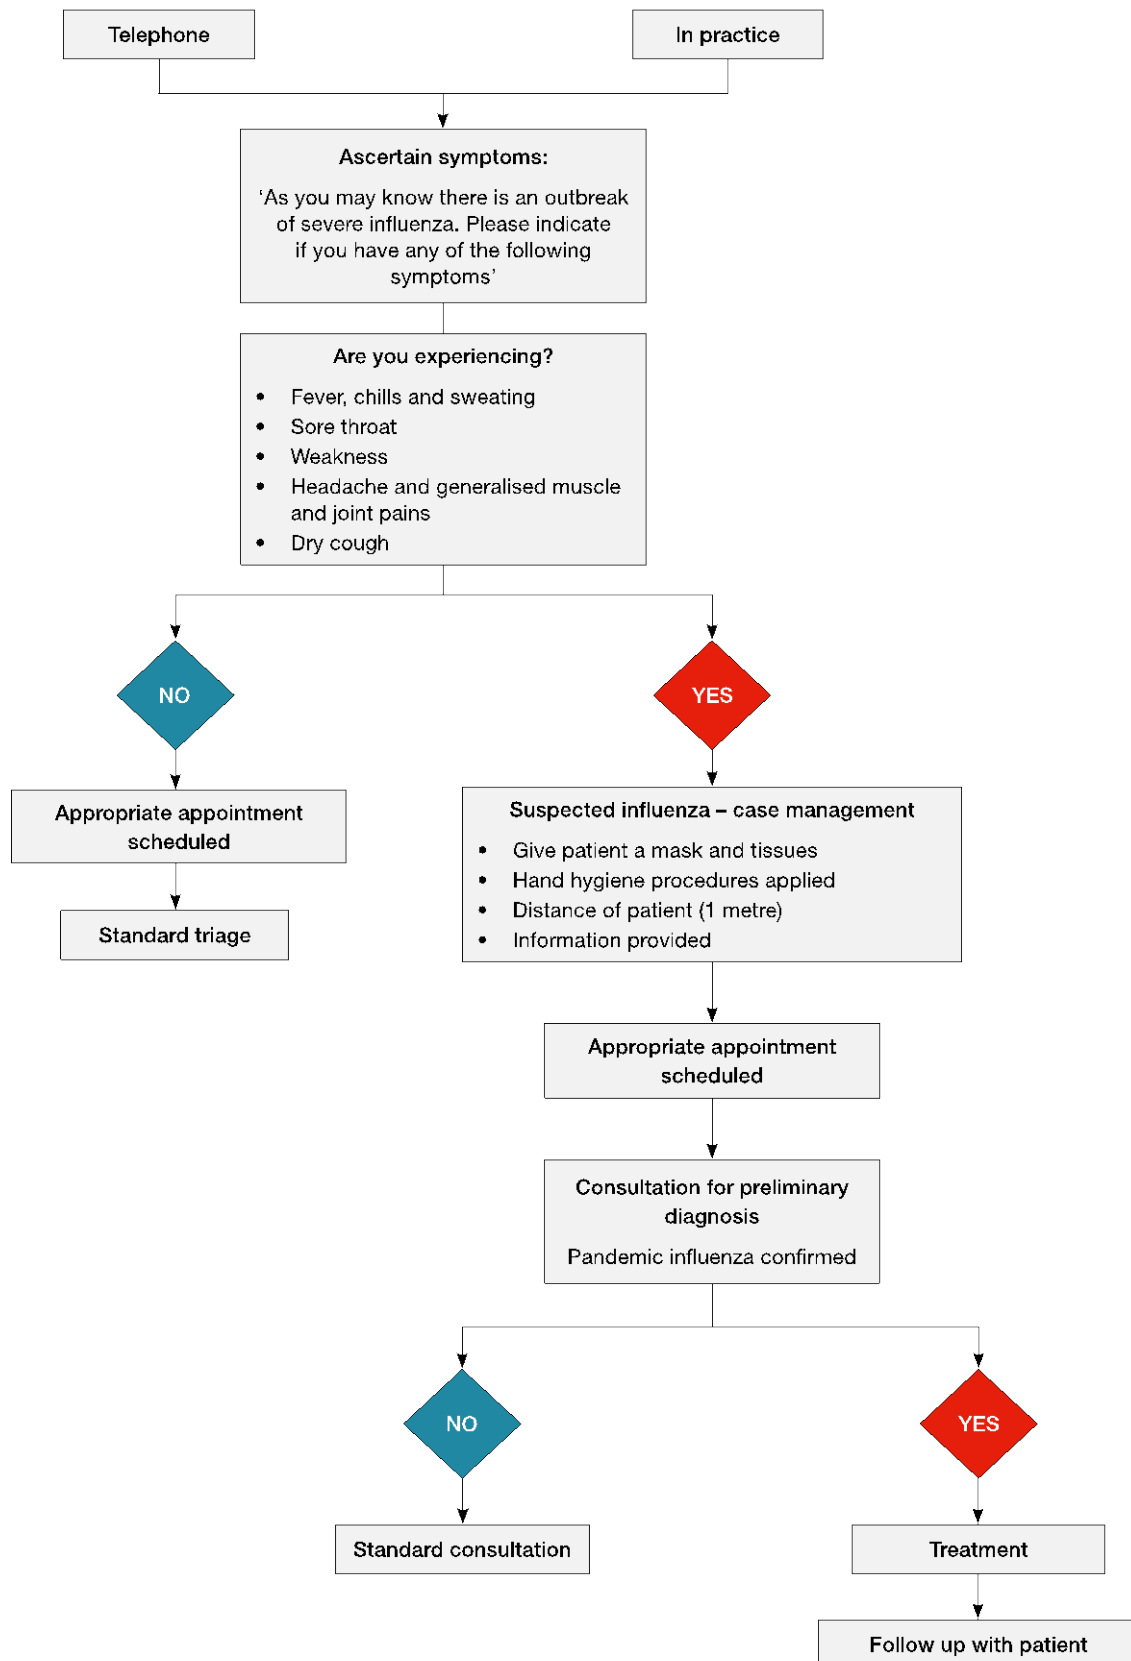 Telephone
In practice
Ascertain symptoms:
‘As you may know there is an outbreak
of severe influenza. Please indicate
if you have any of the following
symptoms’
Are you experiencing?
• Fever, chills and sweating
• Sore throat
• Weakness
• Headache and generalised muscle
and joint pains
• Dry cough
NO
YES
Appropriate appointment
scheduled
Standard triage
Suspected influenza – case management
• Give patient a mask and tissues
• Hand hygiene procedures applied
• Distance of patient (1 metre)
• Information provided
Appropriate appointment
scheduled
Consultation for preliminary
diagnosis
Pandemic influenza confirmed
NO
YES
Standard consultation
Treatment
Follow up with patient